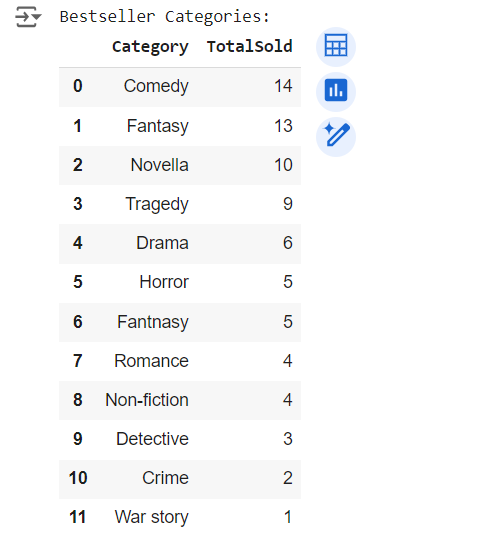 Bestseller Categories:
Category TotalSold
0 Comedy 14
1 Fantasy 13
2 Novella 10
3 Tragedy 9
4 Drama 6
5 Horror 5
6 Fantnasy 5
7 Romance 4
8 Non-fiction 4
9 Detective 3
10 Crime 2
11 War story 1